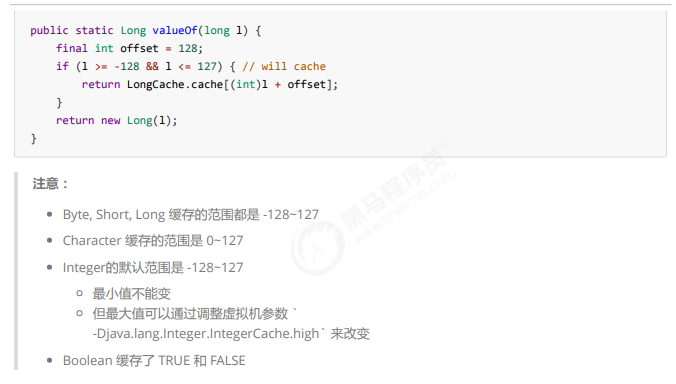 public static Long valueOf(long l) {
final int offset = 128;
if (l >= -128 && l <= 127) { // will cache
return LongCache.cache[(int)l + offset];
}
return new Long(l);
}
注意：
Byte, Short, Long 缓存的范围都是 -128~127
Character 缓存的范围是 0~127
Integer的默认范围是 -128~127
最小值不能变
但最大值可以通过调整虚拟机参数 `
-Djava.lang.Integer.IntegerCache.high` 来改变
Boolean 缓存了 TRUE 和 FALSE
黑马程序员
www.itheima.com